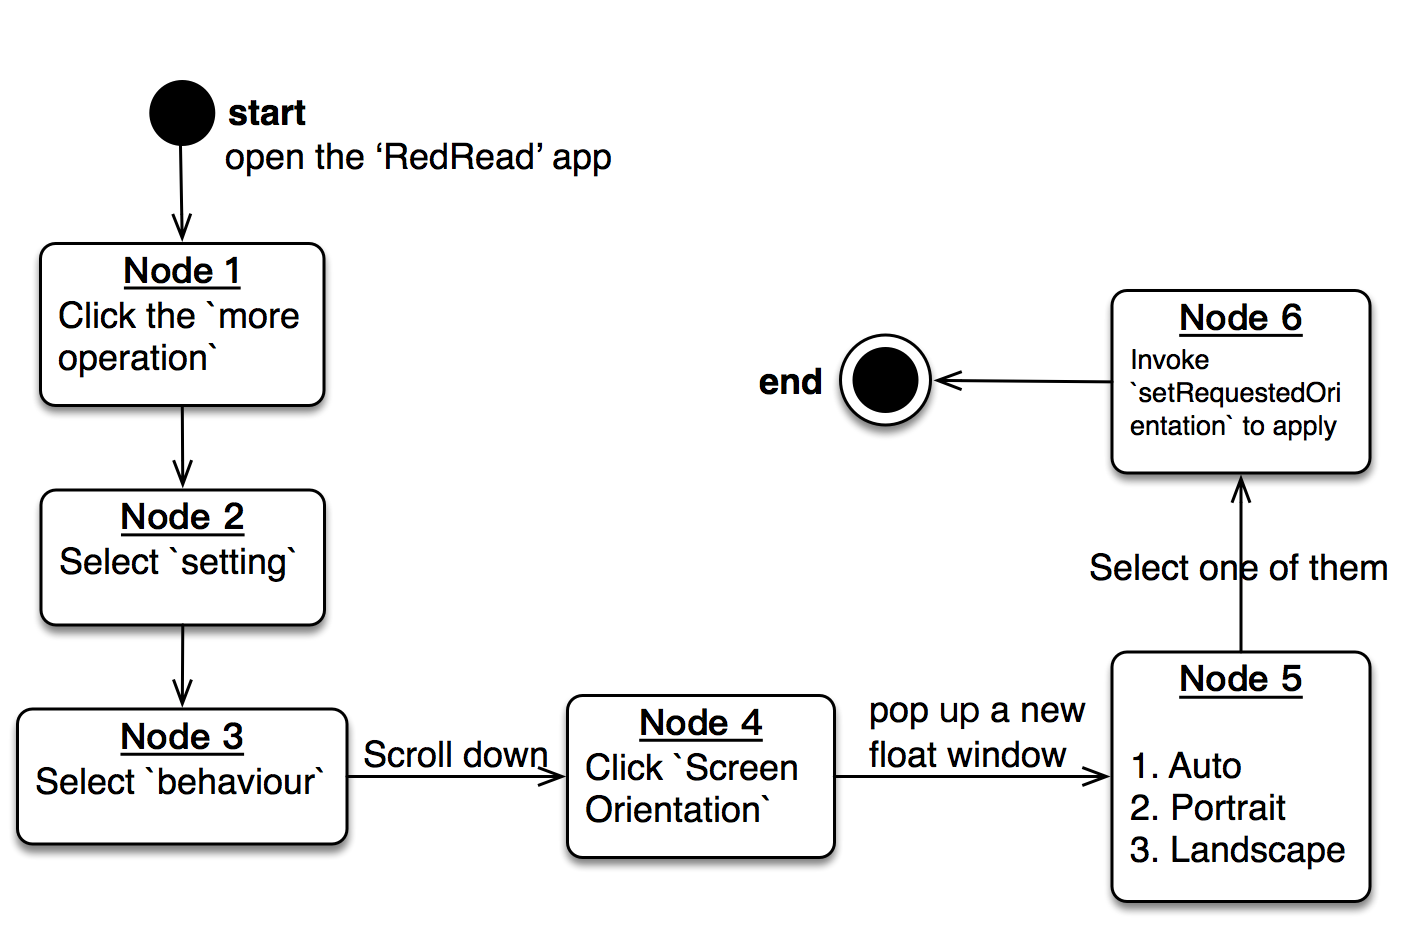 start
open the ‘RedRead’ app
Node 1
Click the `more
operation`
Node 2
Select `setting`
Node 3
Select `behaviour`
Scroll down
Node 4
Click `Screen
Orientation`
pop up a new
float window
Node 5
1. Auto
2. Portrait
3. Landscape
Select one of them
Node 6
Invoke
`setRequestedOri
entation` to apply
end